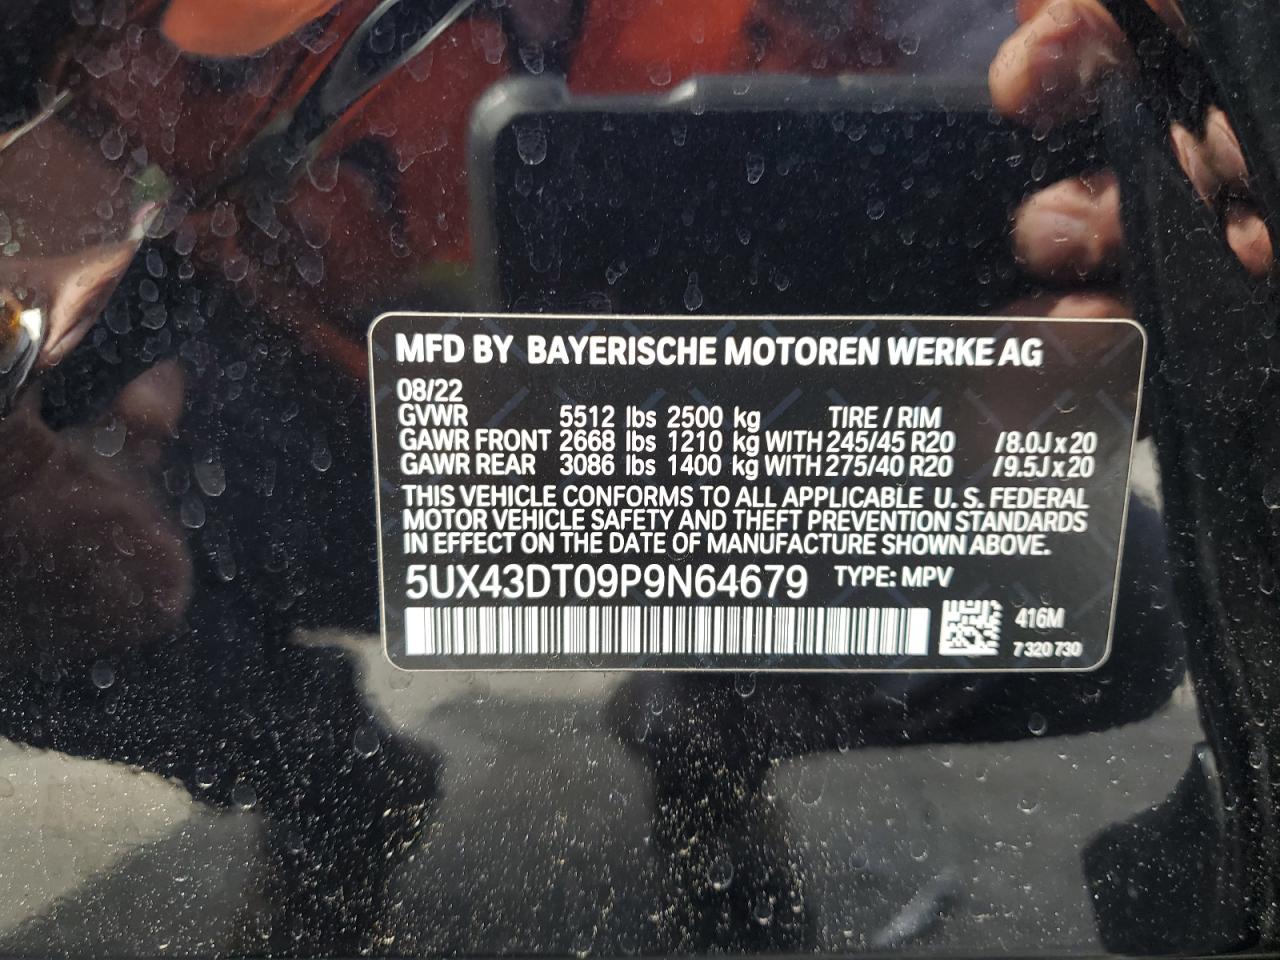 MFD BY BAYERISCHE MOTOREN WERKE AG
08/22
GVWR 5512 lbs 2500 kg TIRE / RIM
GAWR FRONT 2668 lbs 1210 kg WITH 245/45 R20 /8.0J x 20
GAWR REAR 3086 lbs 1400 kg WITH 275/40 R20 /9.5J x 20
THIS VEHICLE CONFORMS TO ALL APPLICABLE U. S. FEDERAL
MOTOR VEHICLE SAFETY AND THEFT PREVENTION STANDARDS
IN EFFECT ON THE DATE OF MANUFACTURE SHOWN ABOVE.
5UX43DT09P9N64679 TYPE: MPV
416M
7 320 730